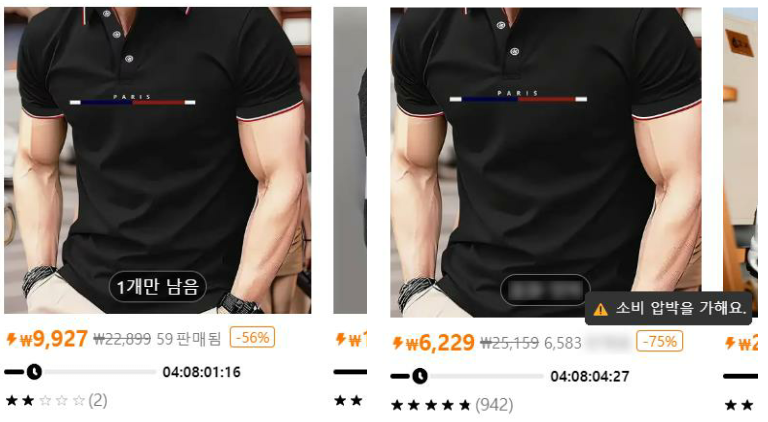 PARIS
1개만 남음
₩9,927 ₩22,899 59 판매됨 -56%
04:08:01:16
(2)
₩1
PARIS
소비 압박을 가해요.
₩6,229 ₩25,159 6,583 -75%
04:08:04:27
(942)
₩2